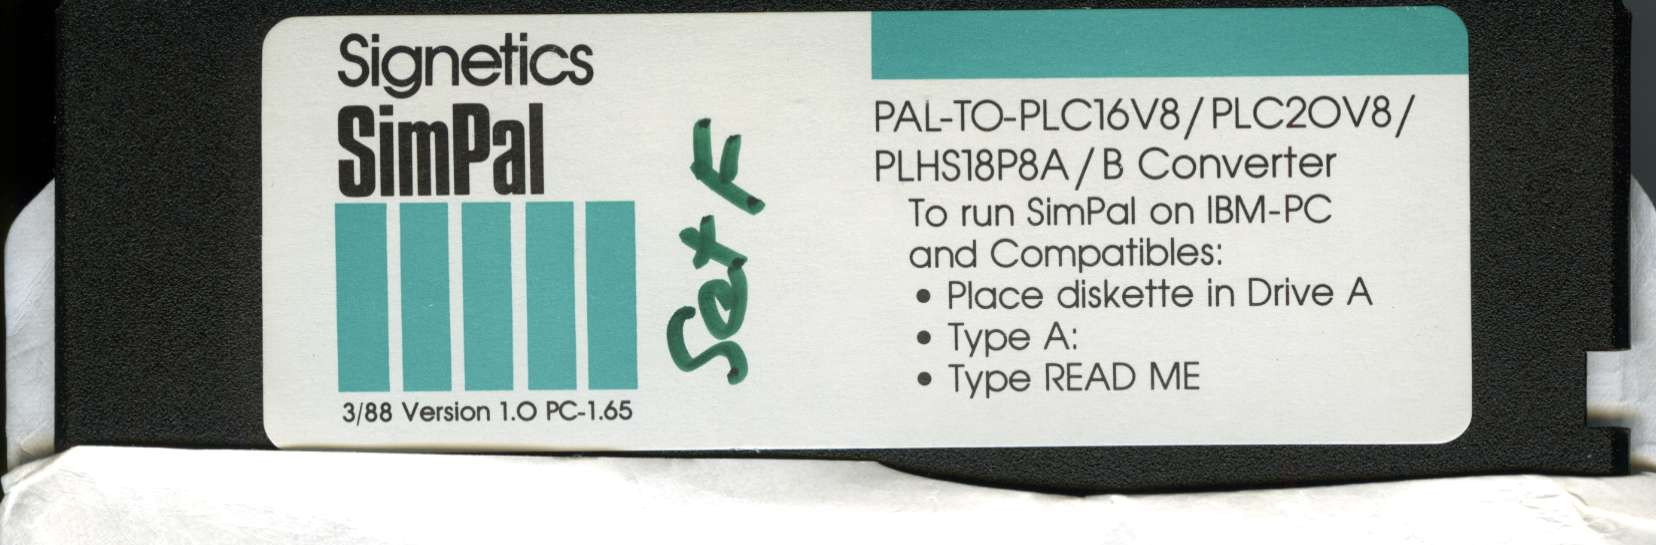 Signetics
SimPal
3/88 Version 1.0 PC-1.65
Set F
PAL-TO-PLC16V8/PLC20V8/
PLHS18P8A/B Converter
To run SimPal on IBM-PC
and Compatibles:
• Place diskette in Drive A
• Type A:
• Type READ ME